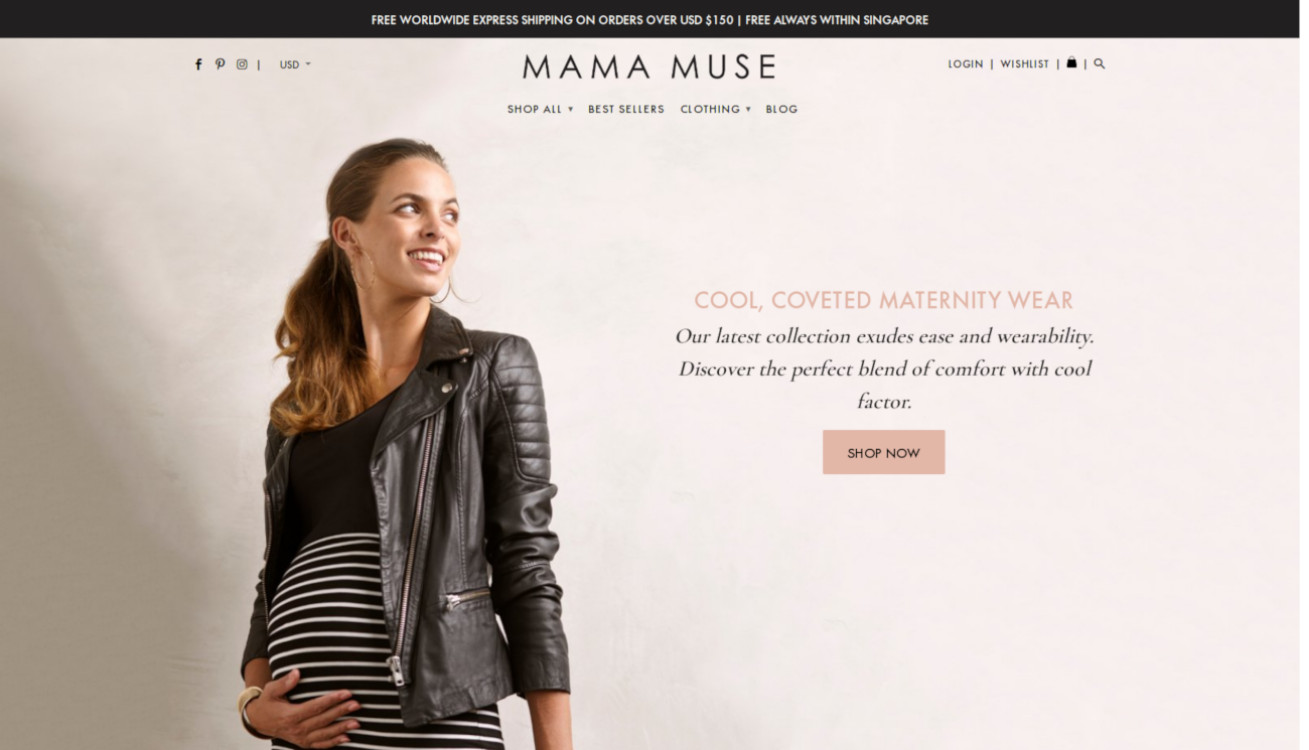 FREE WORLDWIDE EXPRESS SHIPPING ON ORDERS OVER USD $150 | FREE ALWAYS WITHIN SINGAPORE
| USD
MAMA MUSE
LOGIN | WISHLIST | |
SHOP ALL BEST SELLERS CLOTHING BLOG
COOL, COVETED MATERNITY WEAR
Our latest collection exudes ease and wearability.
Discover the perfect blend of comfort with cool
factor.
SHOP NOW